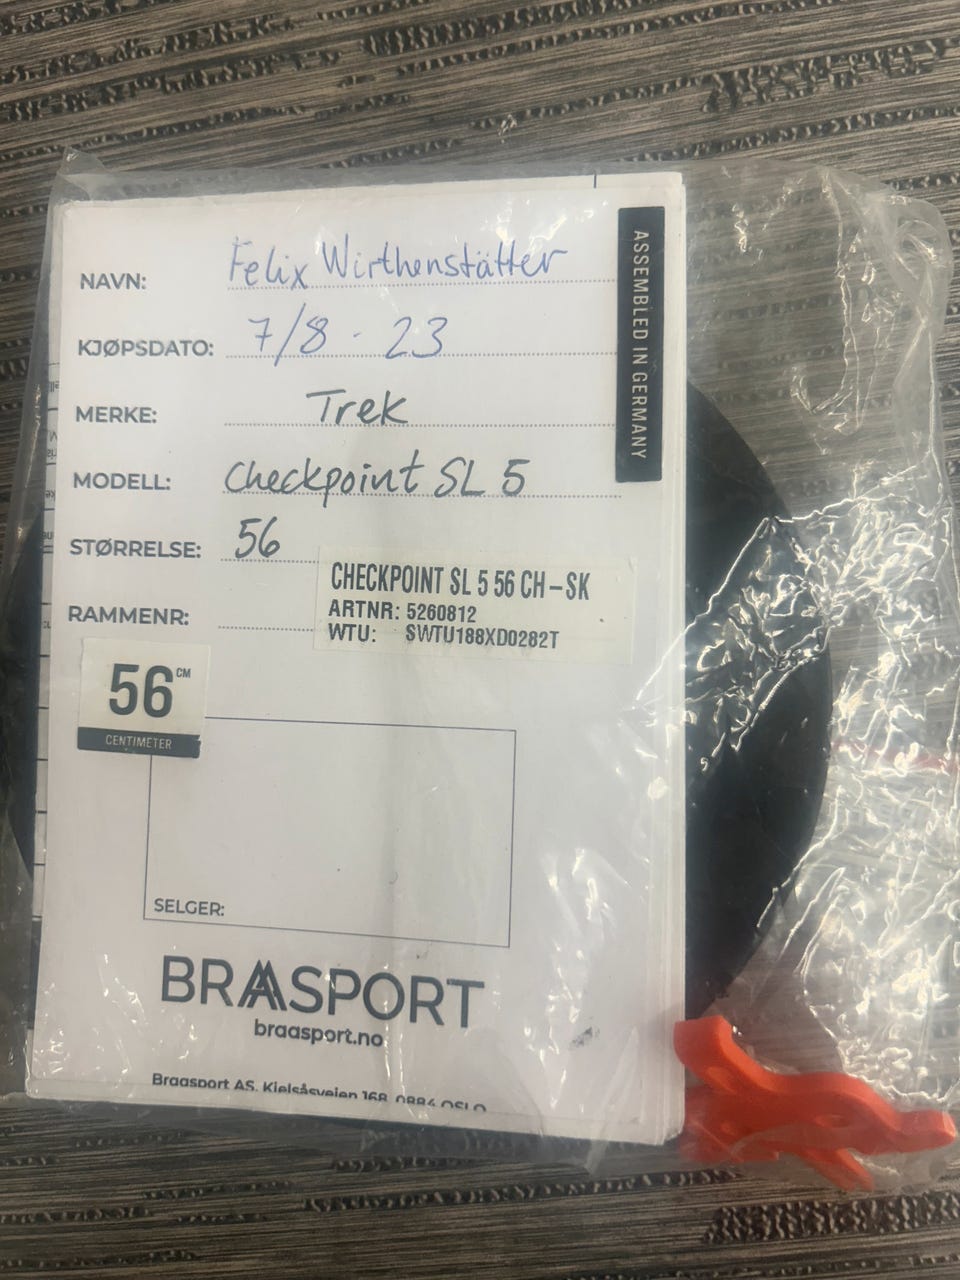 NAVN: Felix Wirthenstätter
KJØPSDATO: 7/8 - 23
MERKE: Trek
MODELL: Checkpoint SL 5
STØRRELSE: 56
RAMMENR:
CHECKPOINT SL 5 56 CH-SK
ARTNR: 5260812
WTU: SWTU188XD0282T
56 CM
CENTIMETER
SELGER:
BRAASPORT
braasport.no
Braasport AS, Kjelsåsveien 168, 0884 OSLO
ASSEMBLED IN GERMANY